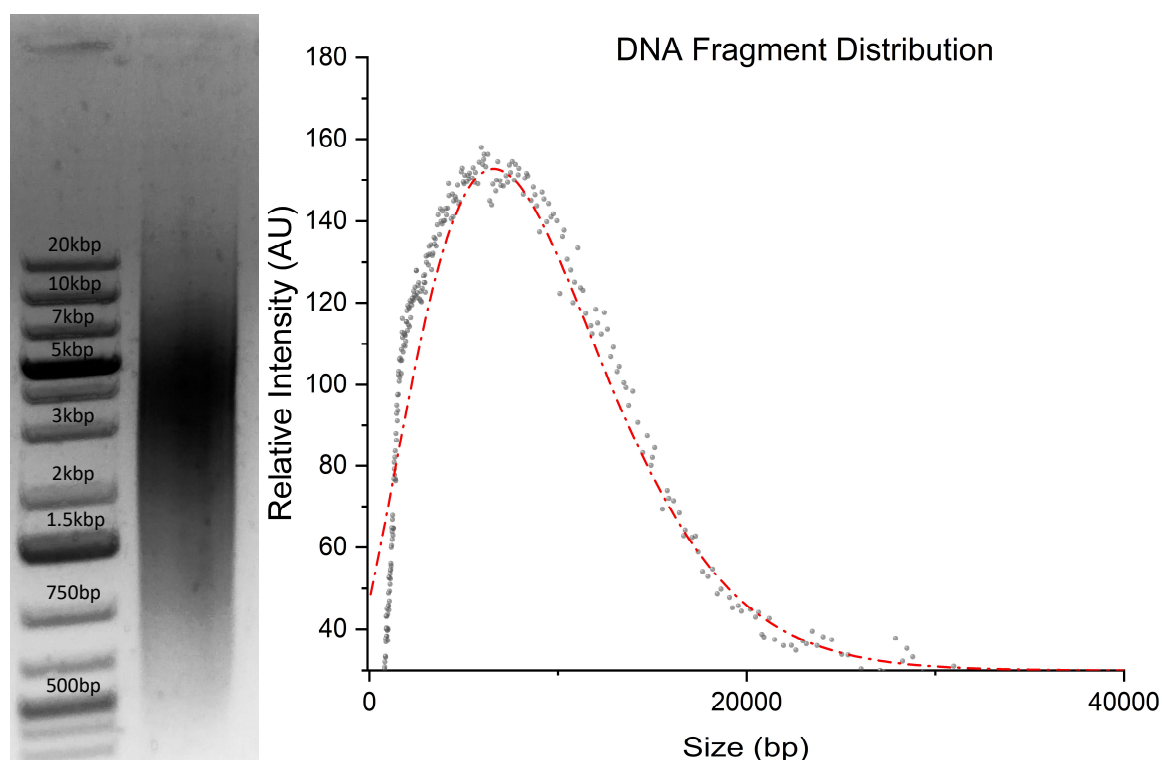 20kbp
10kbp
7kbp
5kbp
3kbp
2kbp
1.5kbp
750bp
500bp
DNA Fragment Distribution
Relative Intensity (AU)
180
160
140
120
100
80
60
40
0 20000 40000
Size (bp)